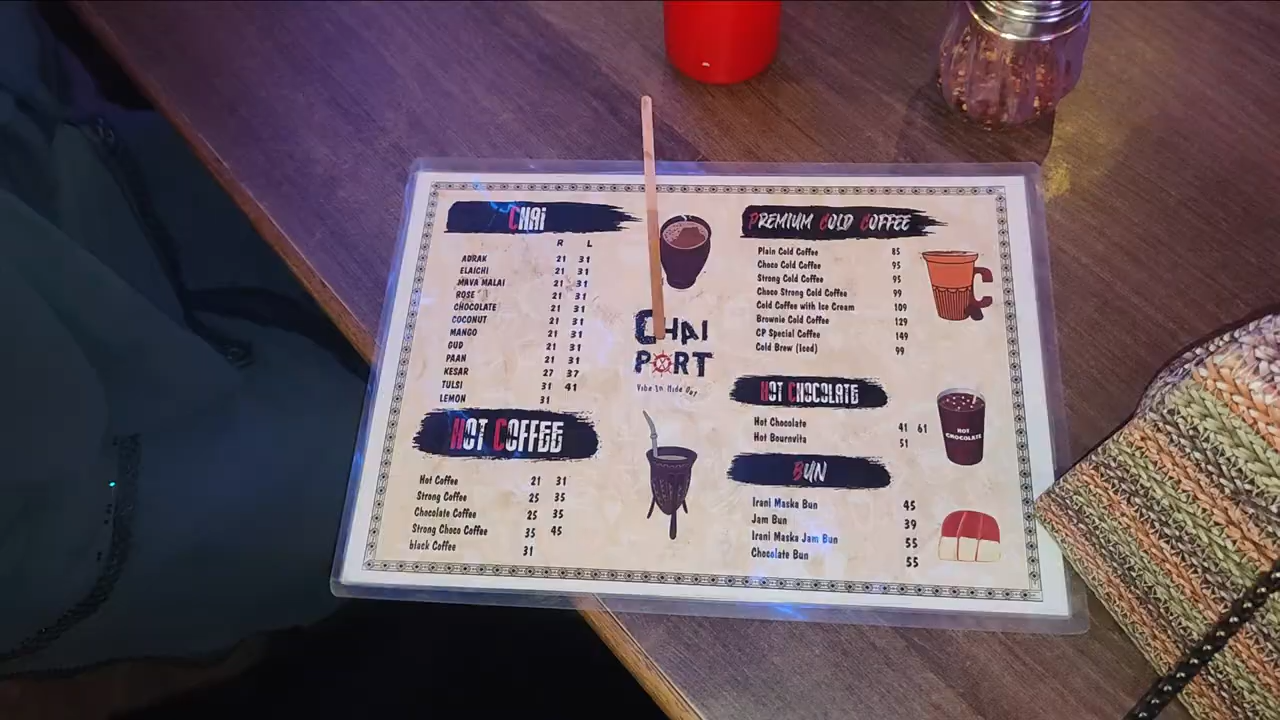 CHAI
R L
ADRAK 21 31
ELAICHI 21 31
MAVA MALAI 21 31
ROSE 21 31
CHOCOLATE 21 31
COCONUT 21 31
MANGO 21 31
GUD 21 31
PAAN 21 31
KESAR 27 37
TULSI 31 41
LEMON 31
HOT COFFEE
Hot Coffee 21 31
Strong Coffee 25 35
Chocolate Coffee 25 35
Strong Choco Coffee 35 45
black Coffee 31
CHAI
PORT
Vibe In Hide Out
PREMIUM COLD COFFEE
Plain Cold Coffee 85
Choco Cold Coffee 95
Strong Cold Coffee 95
Choco Strong Cold Coffee 99
Cold Coffee with Ice Cream 109
Brownie Cold Coffee 129
CP Special Coffee 149
Cold Brew (Iced) 99
HOT CHOCOLATE
Hot Chocolate 41 61
Hot Bournvita 51
HOT
CHOCOLATE
BUN
Irani Maska Bun 45
Jam Bun 39
Irani Maska Jam Bun 55
Chocolate Bun 55